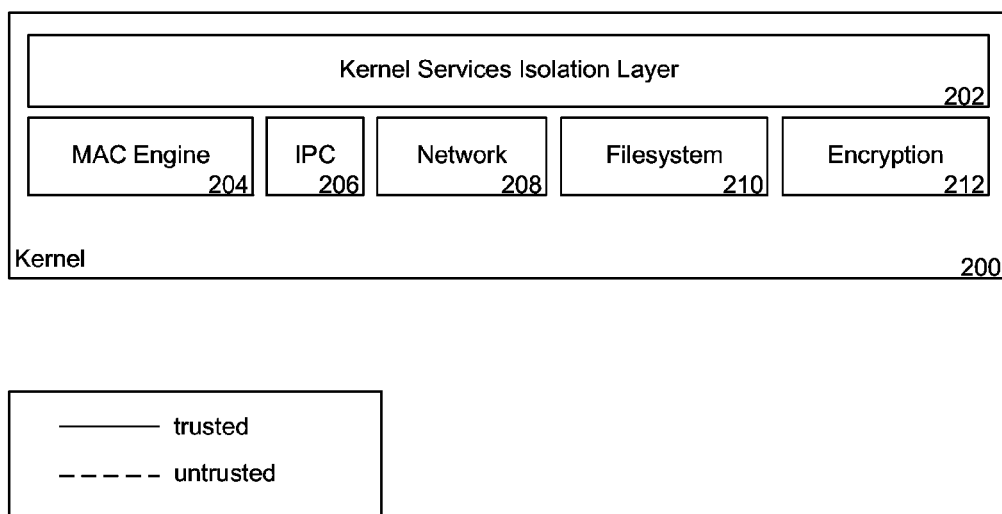 Kernel Services Isolation Layer
202
MAC Engine
204
IPC
206
Network
208
Filesystem
210
Encryption
212
Kernel
200
trusted
untrusted